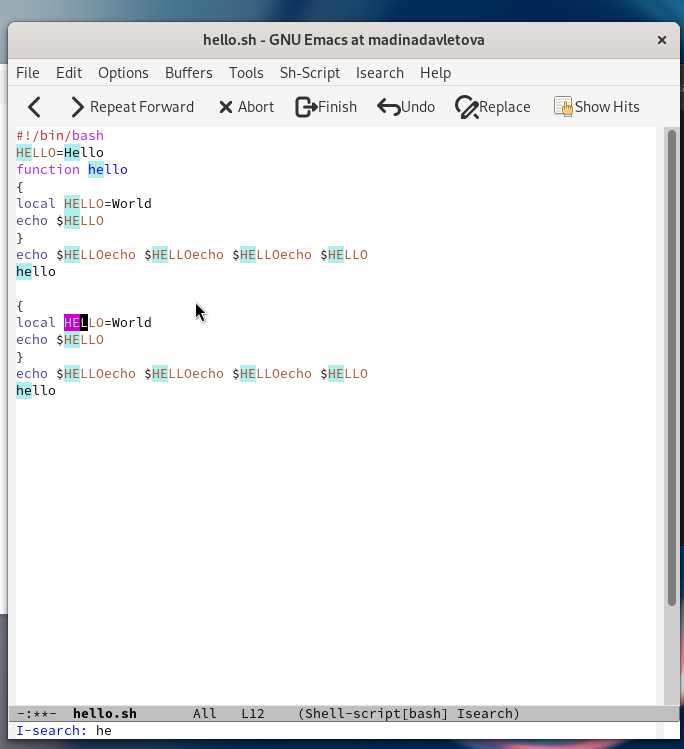 hello.sh - GNU Emacs at madinadavletova ×
File Edit Options Buffers Tools Sh-Script Isearch Help
Repeat Forward Abort Finish Undo Replace Show Hits
#!/bin/bash
HELLO=Hello
function hello
{
local HELLO=World
echo $HELLO
}
echo $HELLOecho $HELLOecho $HELLOecho $HELLO
hello
{
local HELLO=World
echo $HELLO
}
echo $HELLOecho $HELLOecho $HELLOecho $HELLO
hello
-:**- hello.sh All L12 (Shell-script[bash] Isearch)
I-search: he